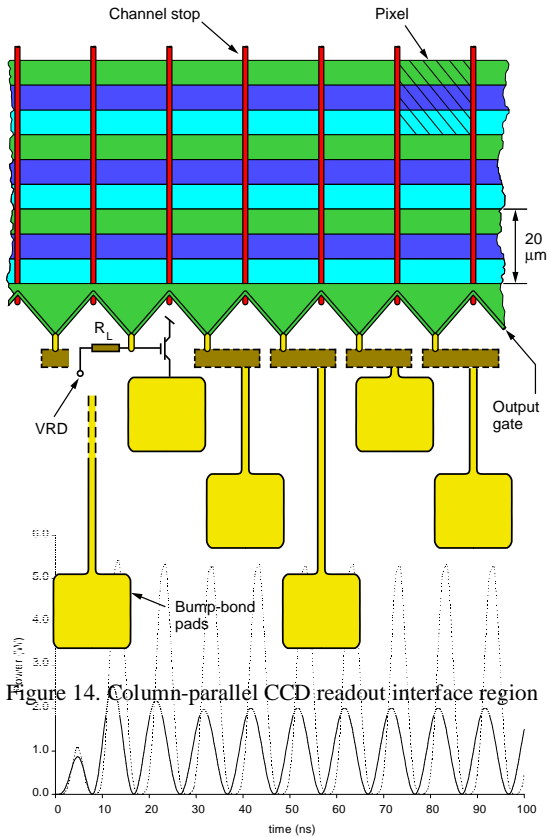 Channel stop
Pixel
20
μm
R_L
VRD
Output
gate
6.0
5.0
Bump-bond
pads
3.0
Power (W)
Figure 14. Column-parallel CCD readout interface region
2.0
1.0
0.0
0 10 20 30 40 50 60 70 80 90 100
time (ns)